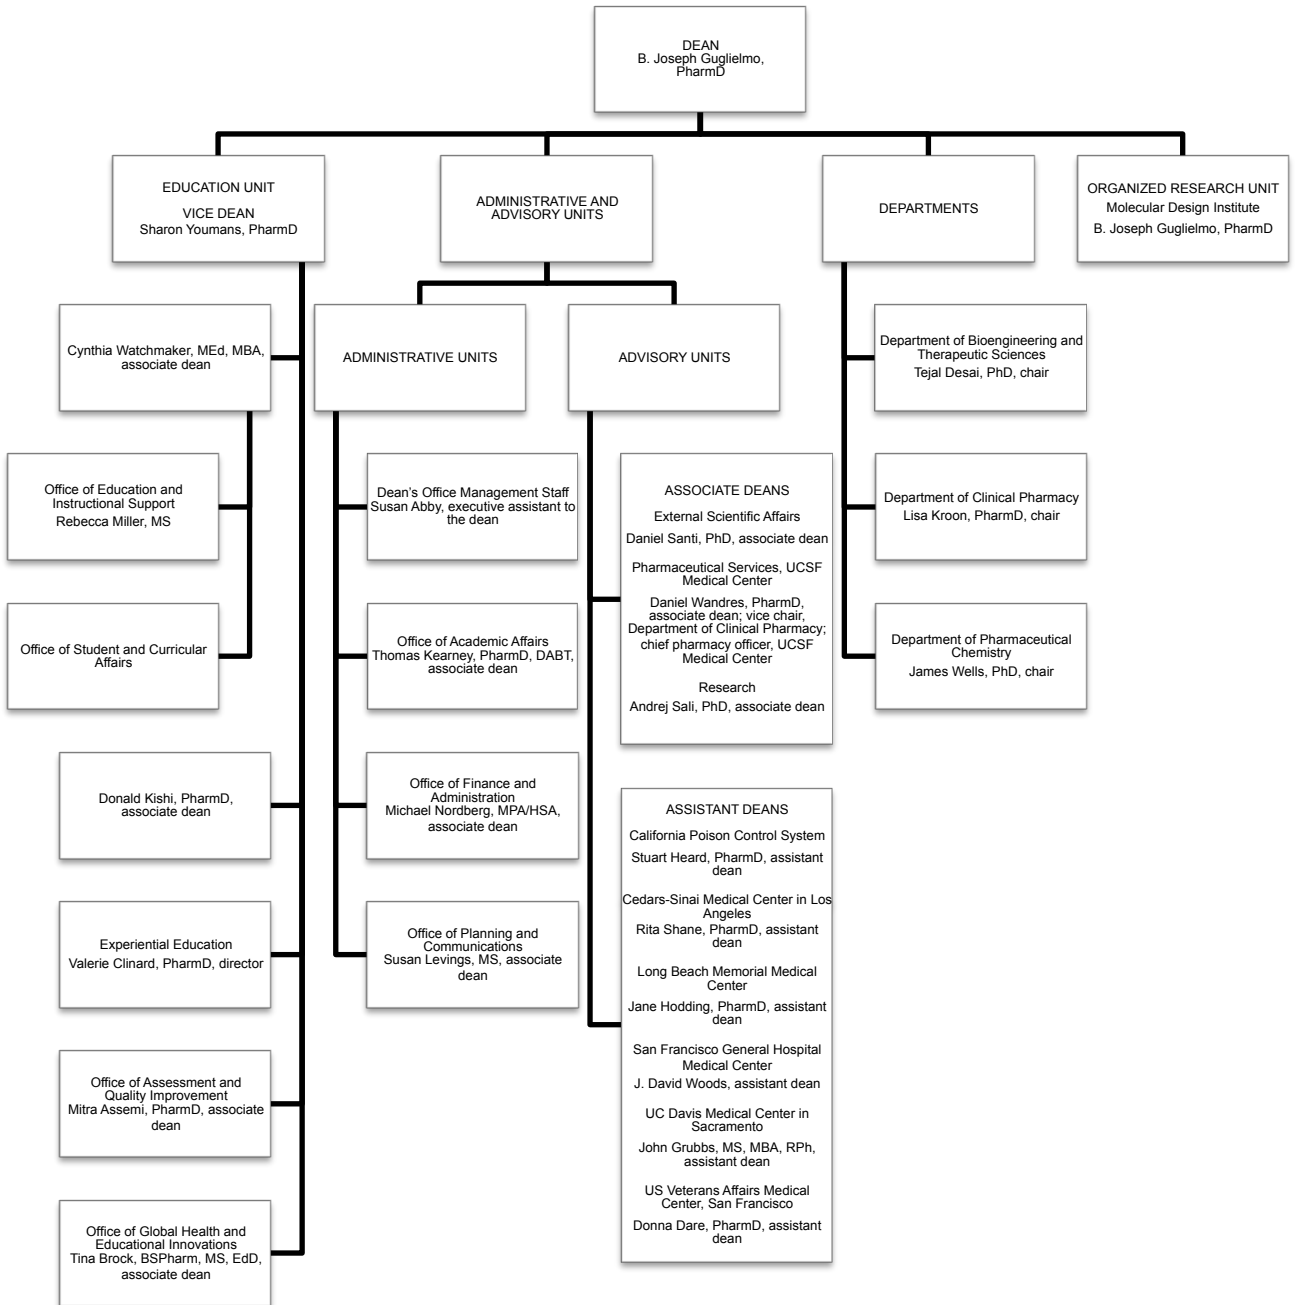 DEAN
B. Joseph Guglielmo,
PharmD
EDUCATION UNIT
VICE DEAN
Sharon Youmans, PharmD
ADMINISTRATIVE AND
ADVISORY UNITS
DEPARTMENTS
ORGANIZED RESEARCH UNIT
Molecular Design Institute
B. Joseph Guglielmo, PharmD
Cynthia Watchmaker, MEd, MBA,
associate dean
Office of Education and
Instructional Support
Rebecca Miller, MS
Office of Student and Curricular
Affairs
Donald Kishi, PharmD,
associate dean
Experiential Education
Valerie Clinard, PharmD, director
Office of Assessment and
Quality Improvement
Mitra Assemi, PharmD, associate
dean
Office of Global Health and
Educational Innovations
Tina Brock, BSPharm, MS, EdD,
associate dean
ADMINISTRATIVE UNITS
Dean's Office Management Staff
Susan Abby, executive assistant to
the dean
Office of Academic Affairs
Thomas Kearney, PharmD, DABT,
associate dean
Office of Finance and
Administration
Michael Nordberg, MPA/HSA,
associate dean
Office of Planning and
Communications
Susan Levings, MS, associate
dean
ADVISORY UNITS
ASSOCIATE DEANS
External Scientific Affairs
Daniel Santi, PhD, associate dean
Pharmaceutical Services, UCSF
Medical Center
Daniel Wandres, PharmD,
associate dean; vice chair,
Department of Clinical Pharmacy;
chief pharmacy officer, UCSF
Medical Center
Research
Andrej Sali, PhD, associate dean
ASSISTANT DEANS
California Poison Control System
Stuart Heard, PharmD, assistant
dean
Cedars-Sinai Medical Center in Los
Angeles
Rita Shane, PharmD, assistant
dean
Long Beach Memorial Medical
Center
Jane Hodding, PharmD, assistant
dean
San Francisco General Hospital
Medical Center
J. David Woods, assistant dean
UC Davis Medical Center in
Sacramento
John Grubbs, MS, MBA, RPh,
assistant dean
US Veterans Affairs Medical
Center, San Francisco
Donna Dare, PharmD, assistant
dean
Department of Bioengineering and
Therapeutic Sciences
Tejal Desai, PhD, chair
Department of Clinical Pharmacy
Lisa Kroon, PharmD, chair
Department of Pharmaceutical
Chemistry
James Wells, PhD, chair